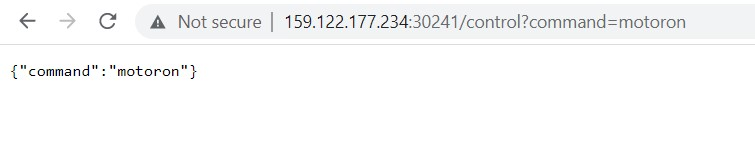 Not secure | 159.122.177.234:30241/control?command=motoron
{"command":"motoron"}